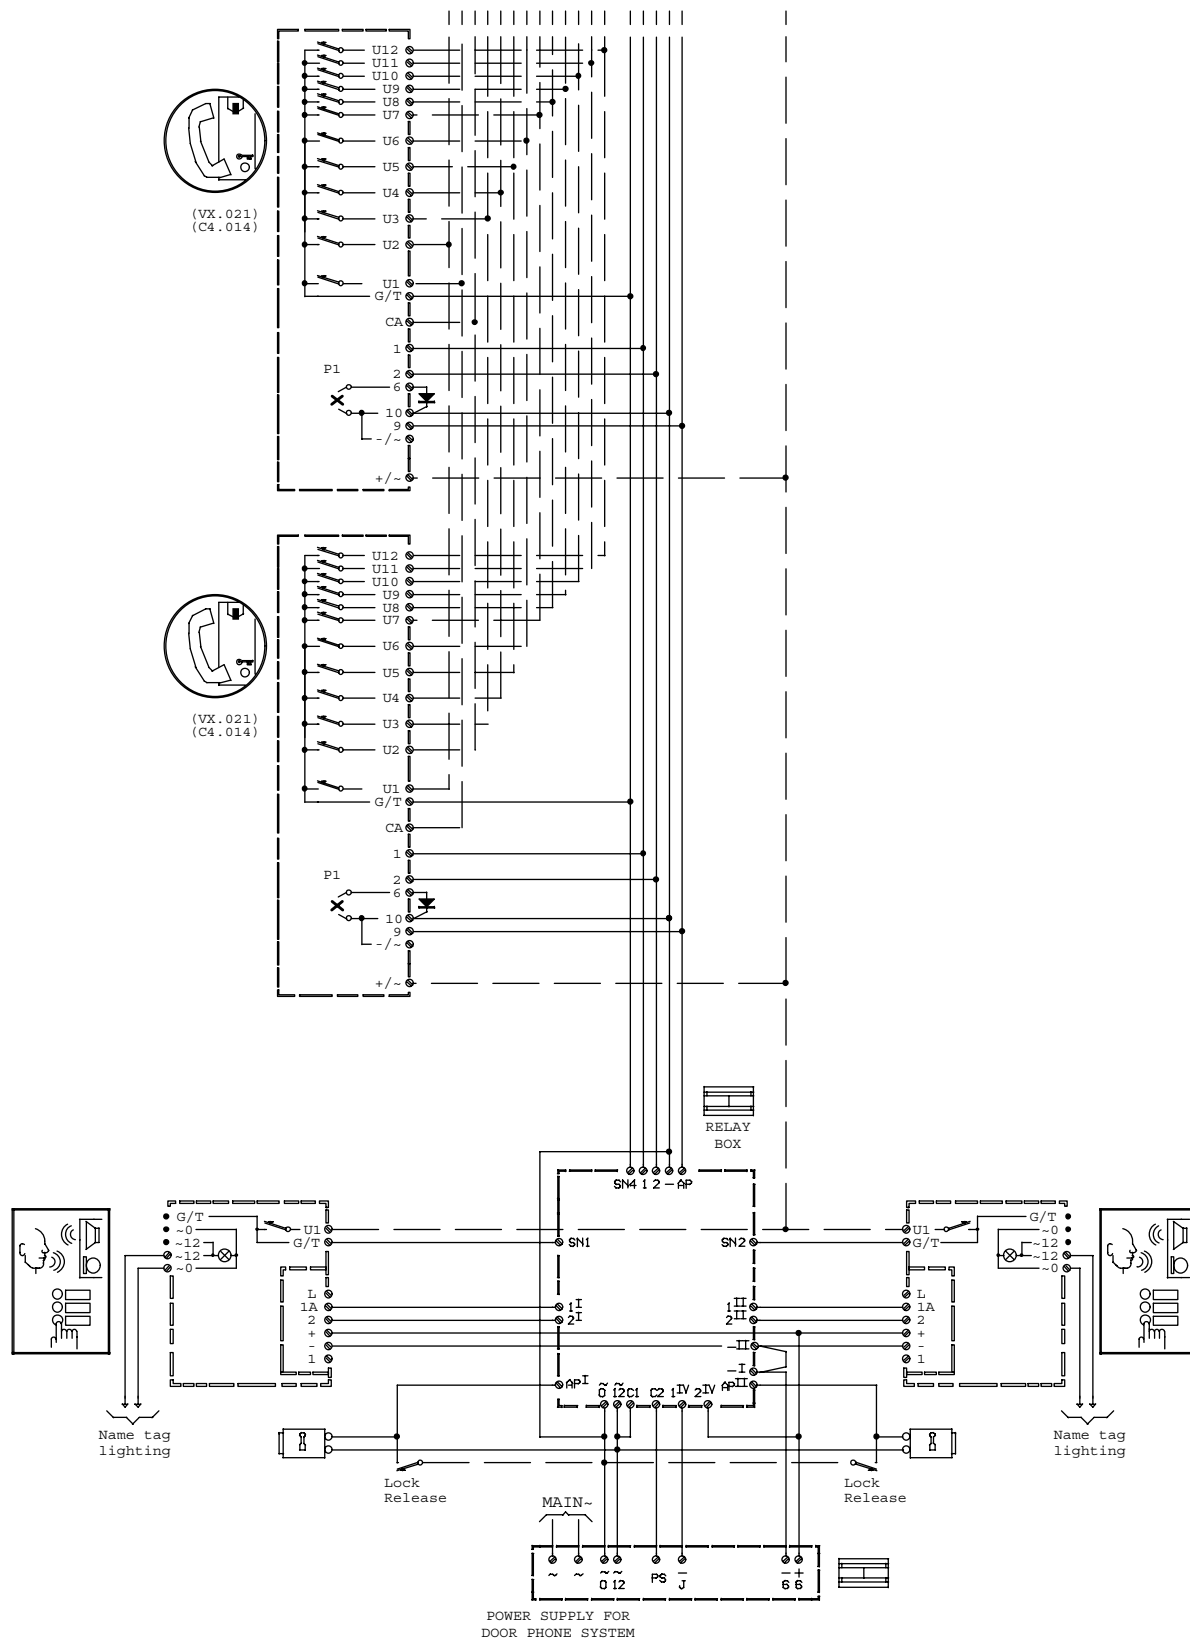 U12
U11
U10
U9
U8
U7
U6
U5
U4
U3
U2
U1
G/T
CA
1
2
P1
6
10
9
-/~
+/~
(VX.021)
(C4.014)
U12
U11
U10
U9
U8
U7
U6
U5
U4
U3
U2
U1
G/T
CA
1
2
P1
6
10
9
-/~
+/~
(VX.021)
(C4.014)
RELAY
BOX
SN4 1 2 - AP
G/T
~0
~12
~12
~0
U1
G/T
L
1A
2
+
-
1
SN1
SN2
1I
2I
1II
2II
-II
-I
API
APII
~ ~
0 12 C1 C2 1IV 2IV
U1
G/T
G/T
~0
~12
~12
~0
L
1A
2
+
-
1
Name tag
lighting
Name tag
lighting
Lock
Release
Lock
Release
MAIN~
~ ~ ~ ~
0 12 PS - J - 6 + 6
POWER SUPPLY FOR
DOOR PHONE SYSTEM